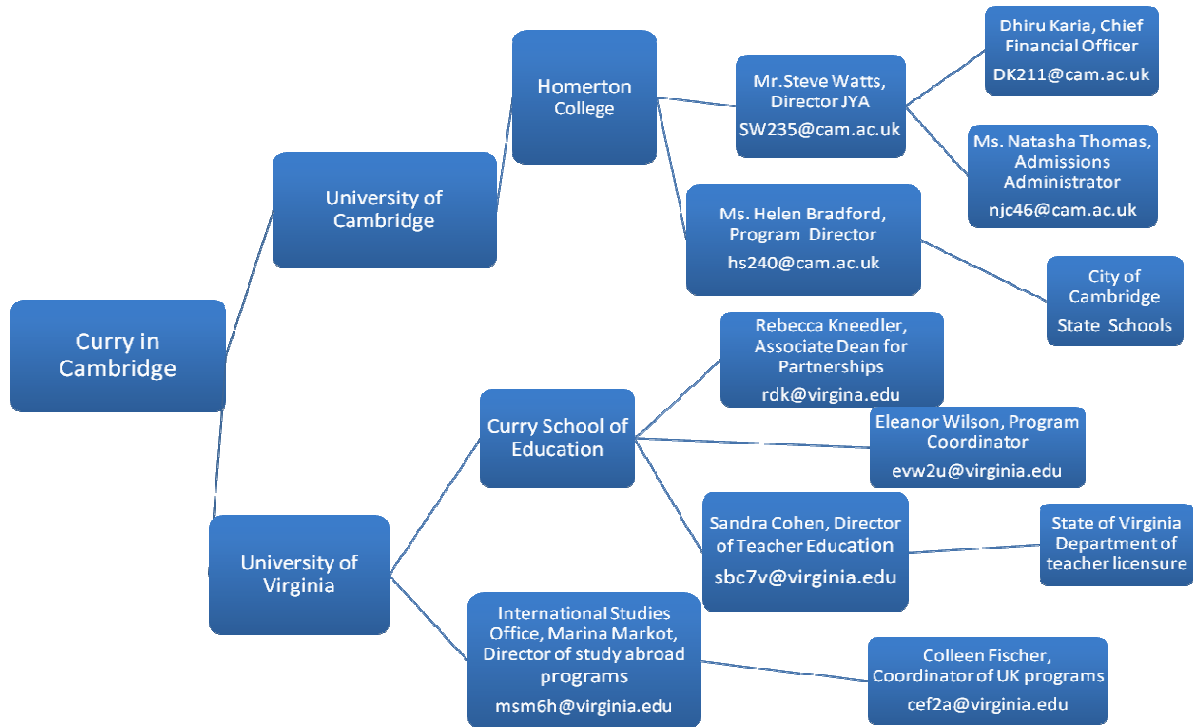 Curry in
Cambridge
University of
Cambridge
Homerton
College
Mr. Steve Watts,
Director JYA
SW235@cam.ac.uk
Dhiru Karia, Chief
Financial Officer
DK211@cam.ac.uk
Ms. Natasha Thomas,
Admissions
Administrator
njc46@cam.ac.uk
Ms. Helen Bradford,
Program Director
hs240@cam.ac.uk
City of
Cambridge
State Schools
University of
Virginia
Curry School of
Education
Rebecca Kneedler,
Associate Dean for
Partnerships
rdk@virgina.edu
Eleanor Wilson, Program
Coordinator
evw2u@virginia.edu
Sandra Cohen, Director
of Teacher Education
sbc7v@virginia.edu
State of Virginia
Department of
teacher licensure
International Studies
Office, Marina Markot,
Director of study abroad
programs
msm6h@virginia.edu
Colleen Fischer,
Coordinator of UK programs
cef2a@virginia.edu